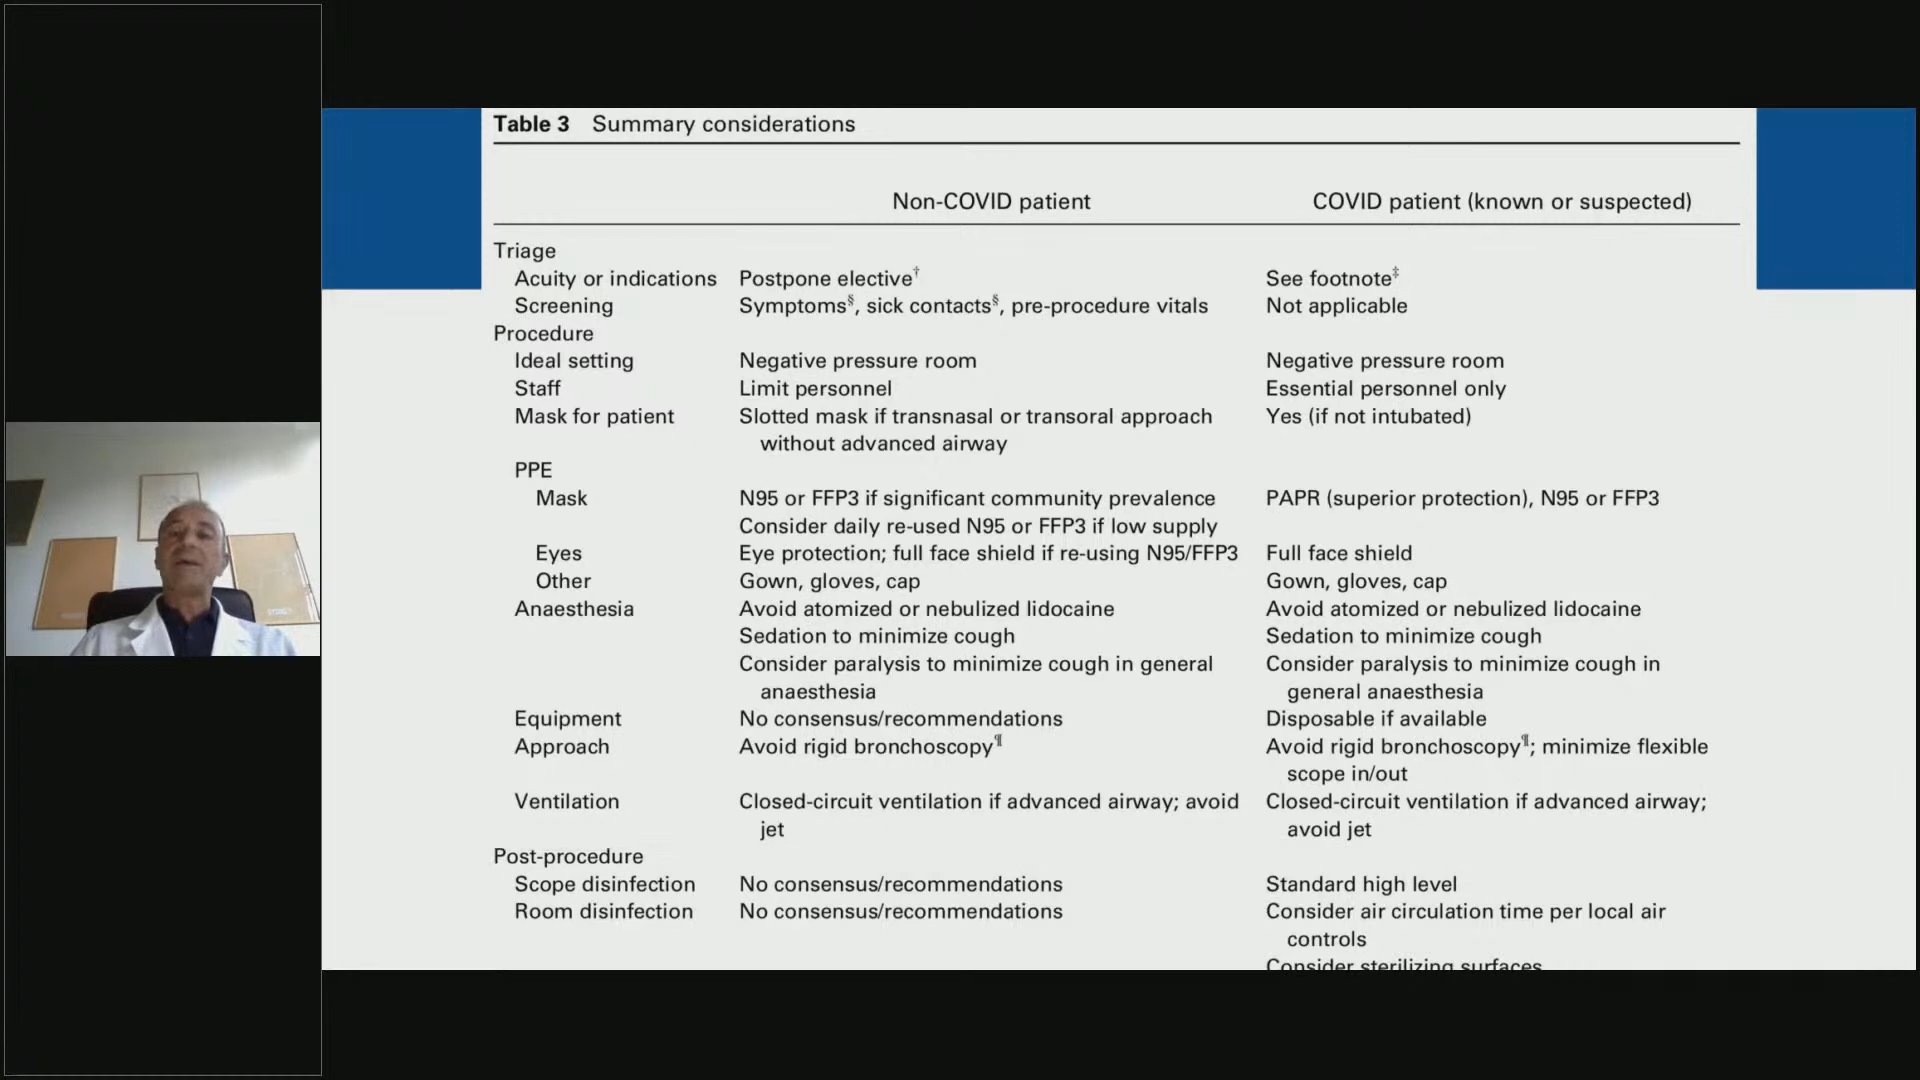 Table 3 Summary considerations
Non-COVID patient COVID patient (known or suspected)
Triage
Acuity or indications Postpone elective† See footnote‡
Screening Symptoms§, sick contacts§, pre-procedure vitals Not applicable
Procedure
Ideal setting Negative pressure room Negative pressure room
Staff Limit personnel Essential personnel only
Mask for patient Slotted mask if transnasal or transoral approach Yes (if not intubated)
without advanced airway
PPE
Mask N95 or FFP3 if significant community prevalence PAPR (superior protection), N95 or FFP3
Consider daily re-used N95 or FFP3 if low supply
Eyes Eye protection; full face shield if re-using N95/FFP3 Full face shield
Other Gown, gloves, cap Gown, gloves, cap
Anaesthesia Avoid atomized or nebulized lidocaine Avoid atomized or nebulized lidocaine
Sedation to minimize cough Sedation to minimize cough
Consider paralysis to minimize cough in general Consider paralysis to minimize cough in
anaesthesia general anaesthesia
Equipment No consensus/recommendations Disposable if available
Approach Avoid rigid bronchoscopy¶ Avoid rigid bronchoscopy¶; minimize flexible
scope in/out
Ventilation Closed-circuit ventilation if advanced airway; avoid Closed-circuit ventilation if advanced airway;
jet avoid jet
Post-procedure
Scope disinfection No consensus/recommendations Standard high level
Room disinfection No consensus/recommendations Consider air circulation time per local air
controls
Consider sterilizing surfaces